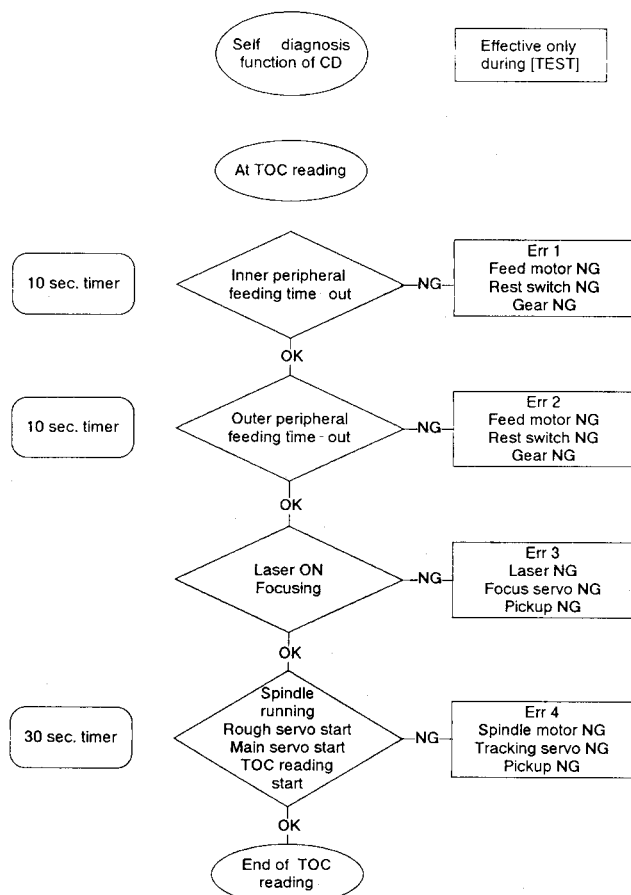 Self diagnosis
function of CD
Effective only
during [TEST]
At TOC reading
10 sec. timer
Inner peripheral
feeding time - out
NG
Err 1
Feed motor NG
Rest switch NG
Gear NG
OK
10 sec. timer
Outer peripheral
feeding time - out
NG
Err 2
Feed motor NG
Rest switch NG
Gear NG
OK
Laser ON
Focusing
NG
Err 3
Laser NG
Focus servo NG
Pickup NG
OK
30 sec. timer
Spindle
running
Rough servo start
Main servo start
TOC reading
start
NG
Err 4
Spindle motor NG
Tracking servo NG
Pickup NG
OK
End of TOC
reading